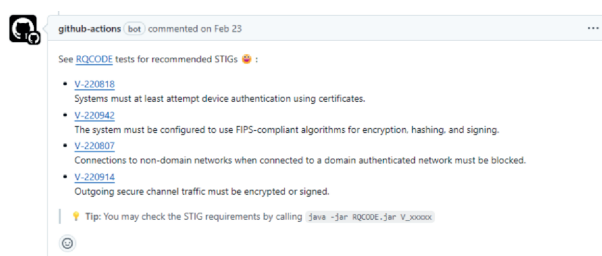 github-actions bot commented on Feb 23
See RQCODE tests for recommended STIGs 😀 :
V-220818
Systems must at least attempt device authentication using certificates.
V-220942
The system must be configured to use FIPS-compliant algorithms for encryption, hashing, and signing.
V-220807
Connections to non-domain networks when connected to a domain authenticated network must be blocked.
V-220914
Outgoing secure channel traffic must be encrypted or signed.
💡 Tip: You may check the STIG requirements by calling java -jar RQCODE.jar V_xxxxx